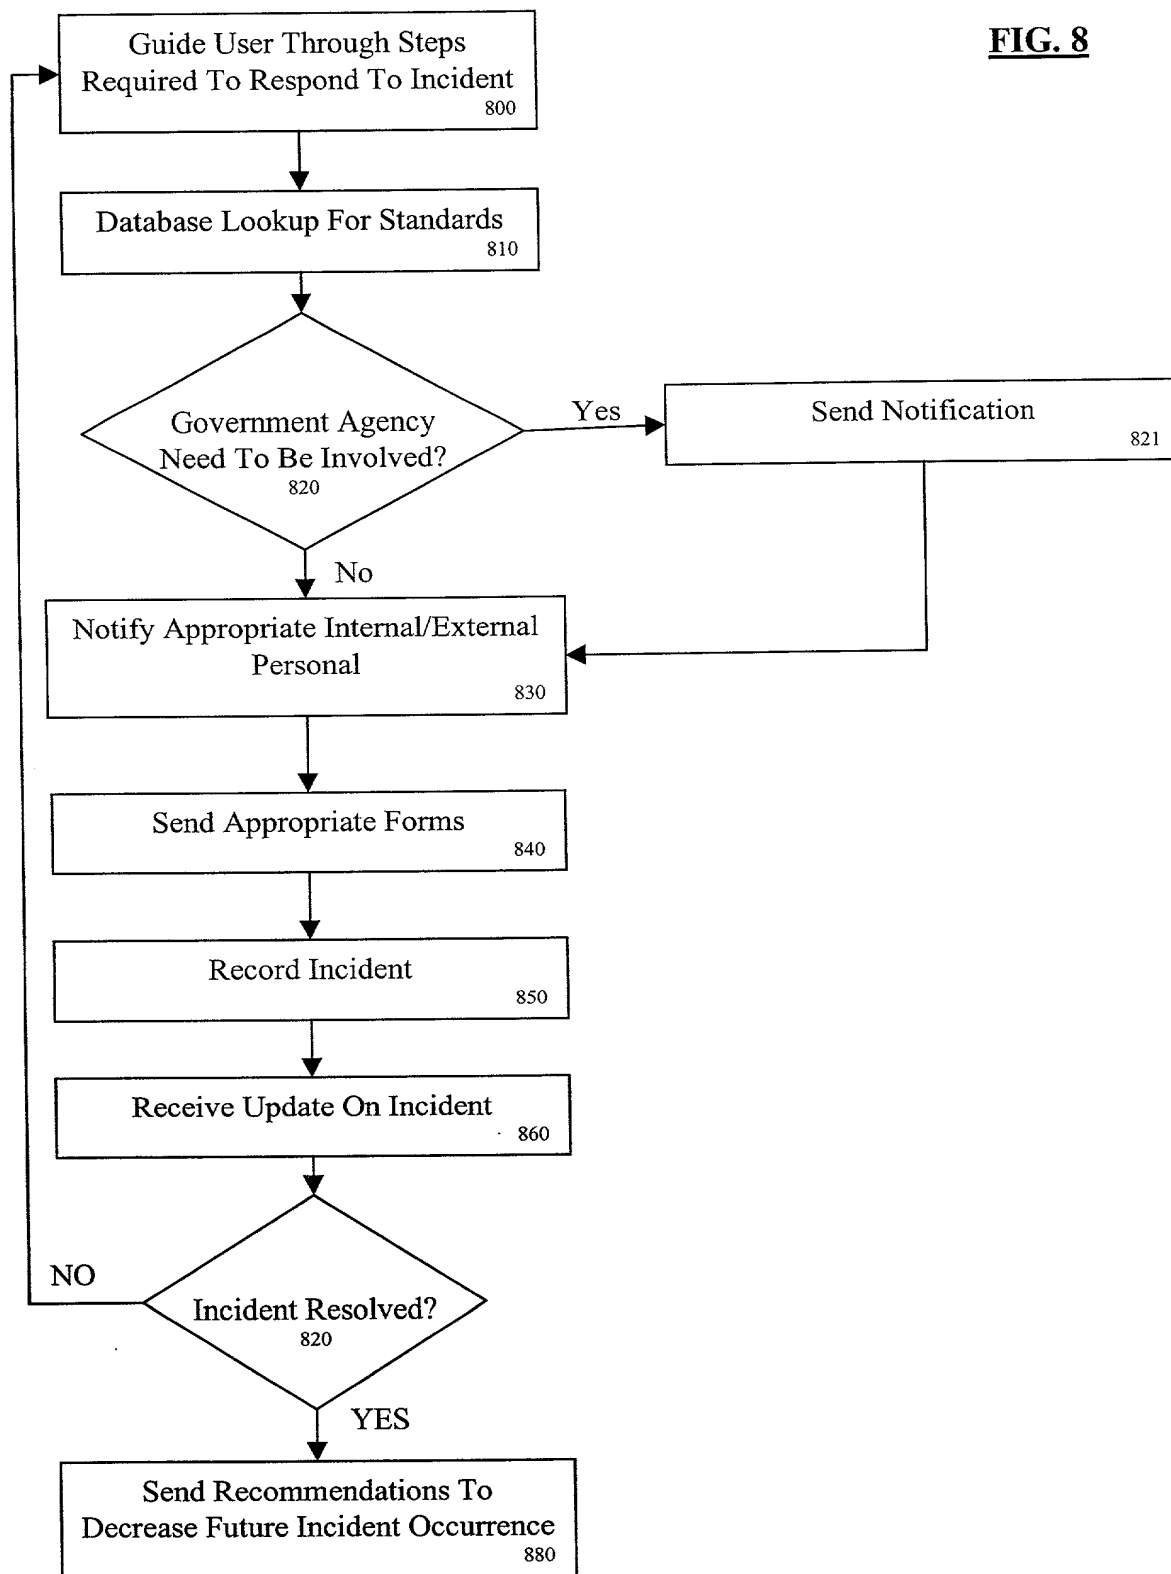 FIG. 8
Guide User Through Steps
Required To Respond To Incident
800
Database Lookup For Standards
810
Government Agency
Need To Be Involved?
820
Yes
Send Notification
821
No
Notify Appropriate Internal/External
Personal
830
Send Appropriate Forms
840
Record Incident
850
Receive Update On Incident
860
NO
Incident Resolved?
820
YES
Send Recommendations To
Decrease Future Incident Occurrence
880